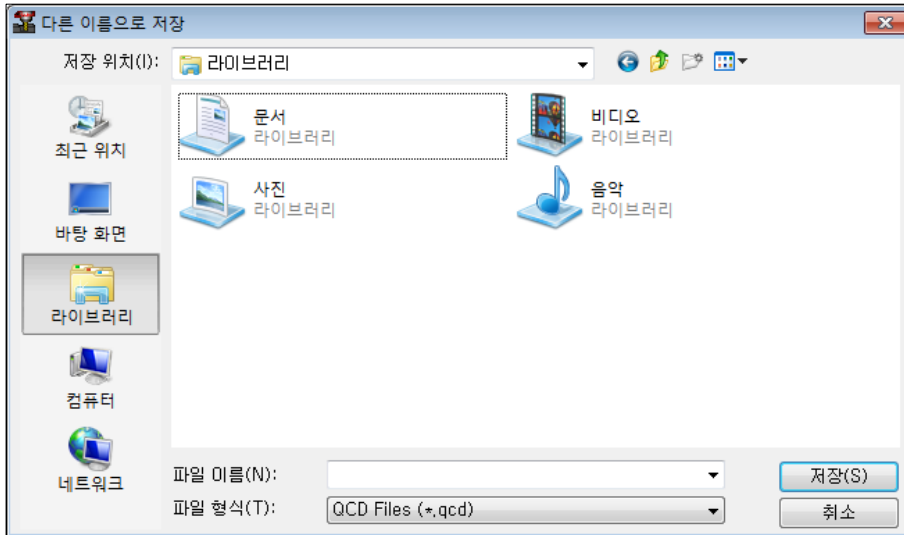 다른 이름으로 저장
저장 위치(I): 라이브러리
최근 위치
바탕 화면
라이브러리
컴퓨터
네트워크
문서
라이브러리
비디오
라이브러리
사진
라이브러리
음악
라이브러리
파일 이름(N):
저장(S)
파일 형식(T): QCD Files (*.qcd)
취소